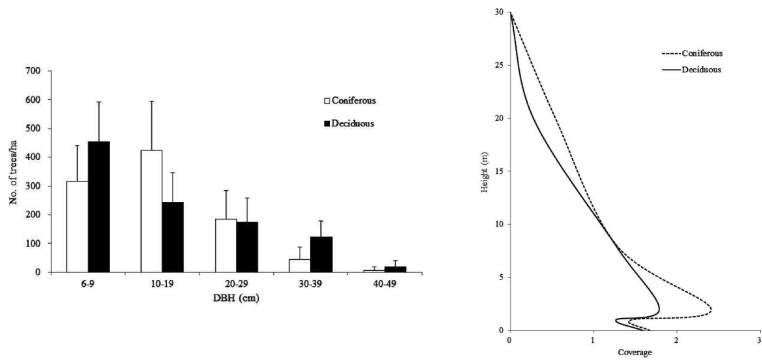 700
600
500
400
300
200
100
0
No. of trees/ha
Coniferous
Deciduous
6-9 10-19 20-29 30-39 40-49
DBH (cm)
30
25
20
15
10
5
0
Height (m)
Coniferous
Deciduous
0 1 2 3
Coverage